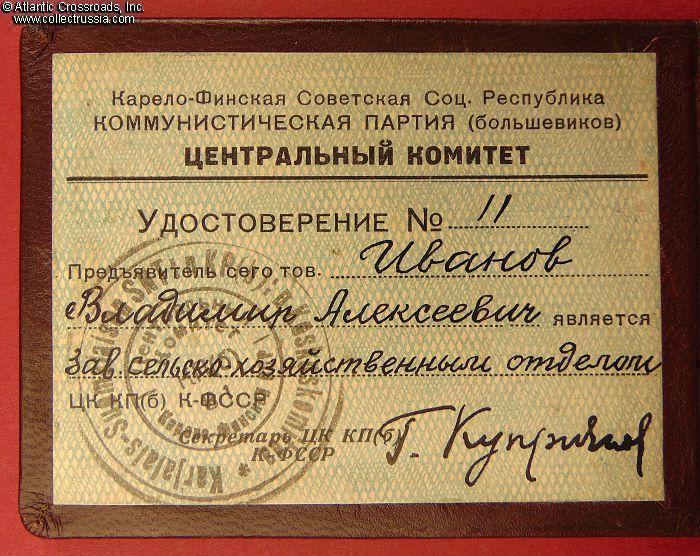 © Atlantic Crossroads, Inc.
www.collectrussia.com
Карело-Финская Советская Соц. Республика
КОММУНИСТИЧЕСКАЯ ПАРТИЯ (большевиков)
ЦЕНТРАЛЬНЫЙ КОМИТЕТ
УДОСТОВЕРЕНИЕ № 11
Предъявитель сего тов. Иванов
Владимир Алексеевич является
Зав сельско-хозяйственным отделом
ЦК КП(б) К-ФССР
Секретарь ЦК КП(б)
К-ФССР
Г. Куприянов